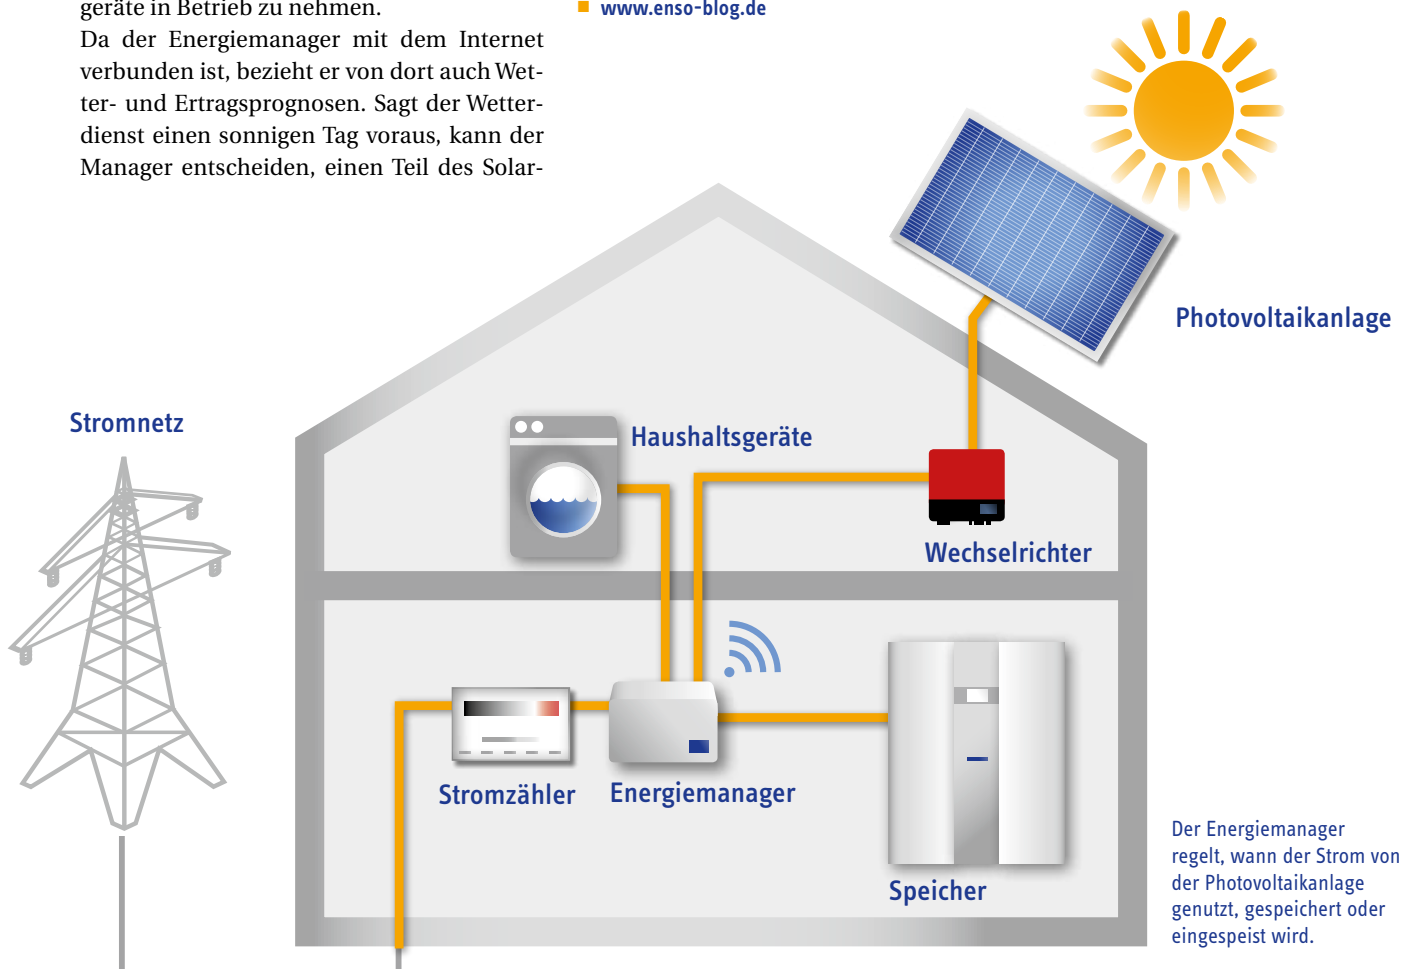 geräte in Betrieb zu nehmen.
Da der Energiemanager mit dem Internet
verbunden ist, bezieht er von dort auch Wet-
ter- und Ertragsprognosen. Sagt der Wetter-
dienst einen sonnigen Tag voraus, kann der
Manager entscheiden, einen Teil des Solar-
www.enso-blog.de
Photovoltaikanlage
Stromnetz
Haushaltsgeräte
Wechselrichter
Stromzähler
Energiemanager
Speicher
Der Energiemanager
regelt, wann der Strom von
der Photovoltaikanlage
genutzt, gespeichert oder
eingespeist wird.